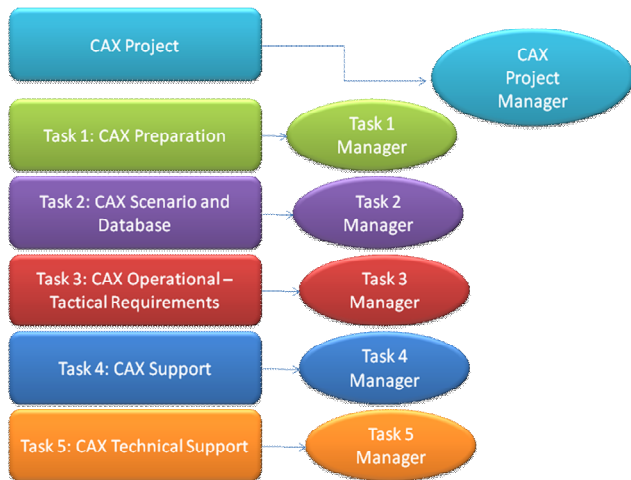 CAX Project
CAX
Project
Manager
Task 1: CAX Preparation
Task 1
Manager
Task 2: CAX Scenario and
Database
Task 2
Manager
Task 3: CAX Operational –
Tactical Requirements
Task 3
Manager
Task 4: CAX Support
Task 4
Manager
Task 5: CAX Technical Support
Task 5
Manager